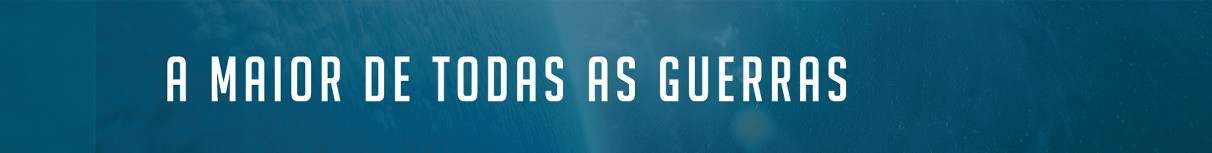 A MAIOR DE TODAS AS GUERRAS